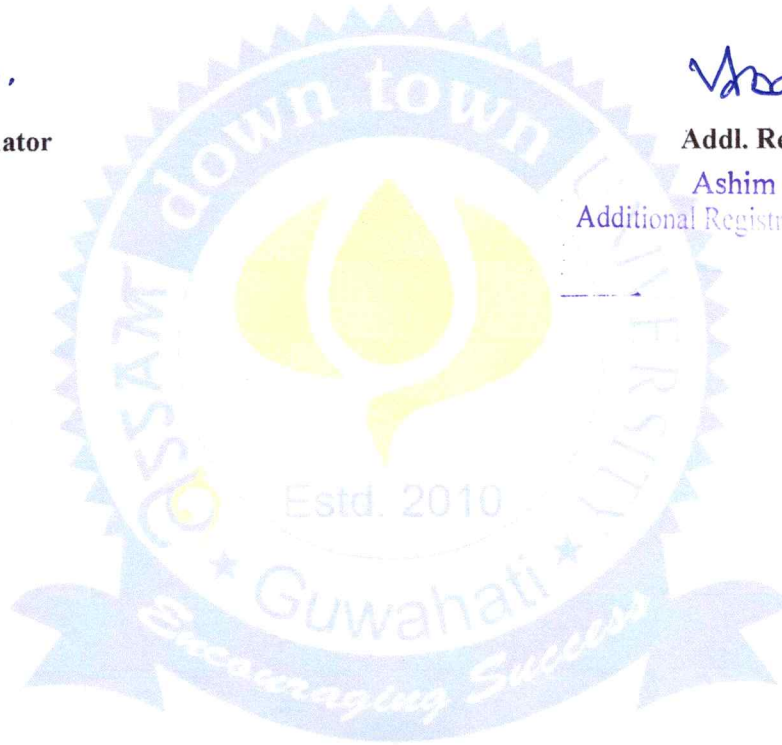 ator
Addl. Re
Ashim
Additional Registr
down town
ASSAM
UNIVERSITY
Estd. 2010
★ Guwahati ★
Encouraging Success